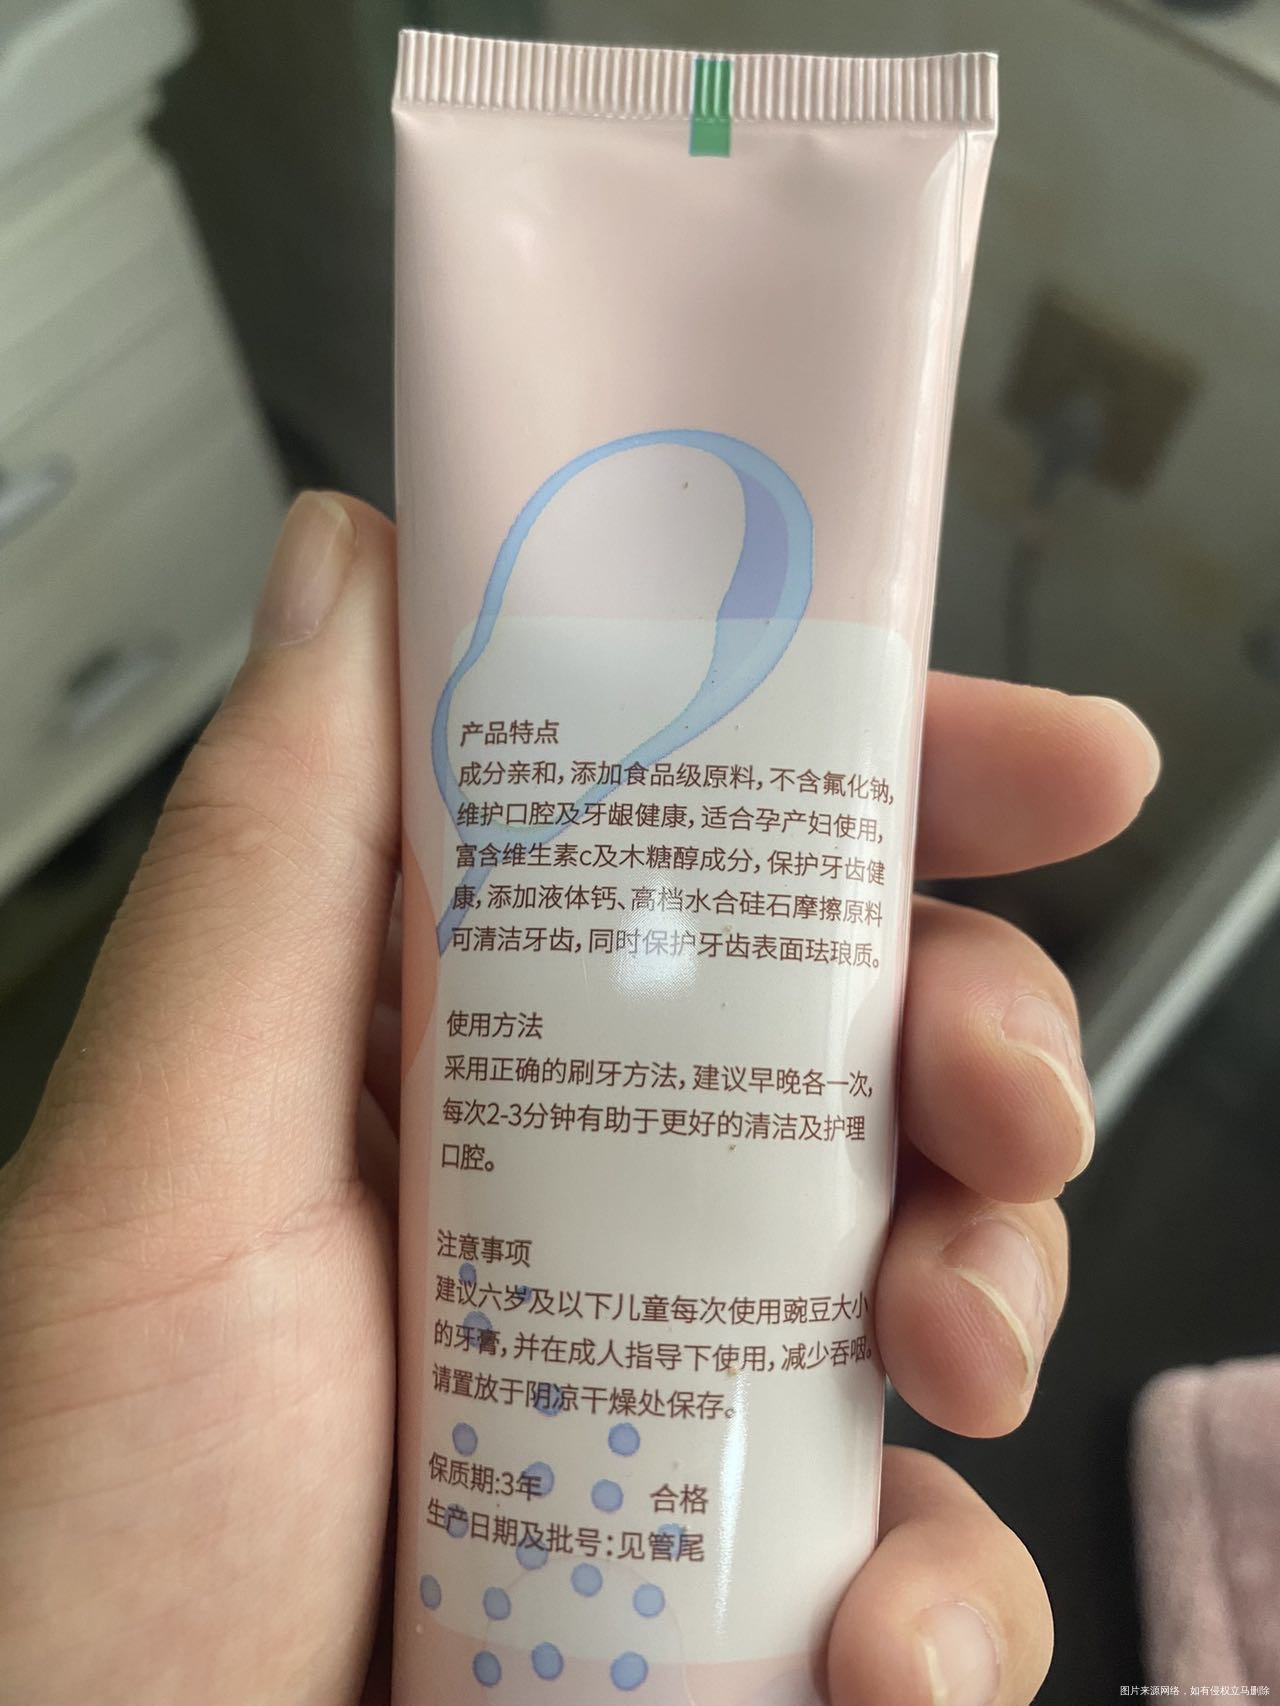 产品特点
成分亲和，添加食品级原料，不含氟化钠，
维护口腔及牙龈健康，适合孕产妇使用，
富含维生素c及木糖醇成分，保护牙齿健
康，添加液体钙、高档水合硅石摩擦原料
可清洁牙齿，同时保护牙齿表面珐琅质。
使用方法
采用正确的刷牙方法，建议早晚各一次，
每次2-3分钟有助于更好的清洁及护理
口腔。
注意事项
建议六岁及以下儿童每次使用豌豆大小
的牙膏，并在成人指导下使用，减少吞咽。
请置放于阴凉干燥处保存。
保质期:3年 合格
生产日期及批号：见管尾
图片来源网络，如有侵权立马删除